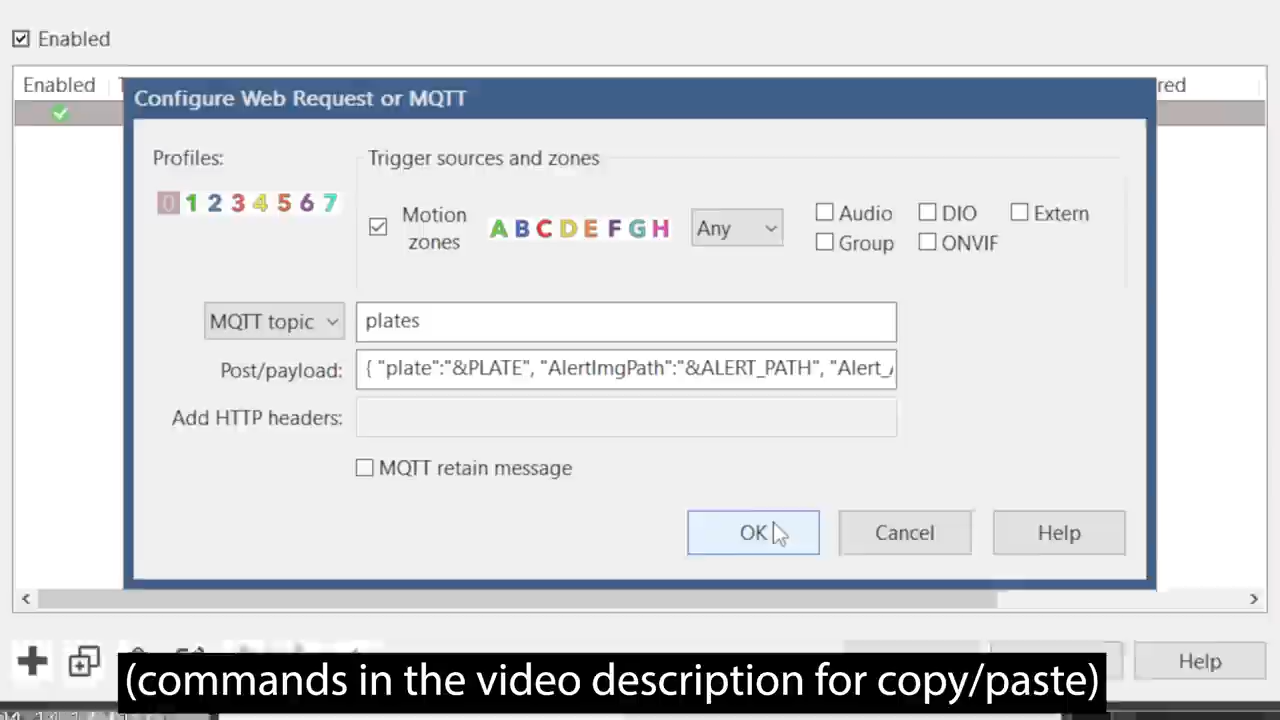 Enabled
Enabled
red
Configure Web Request or MQTT
Profiles:
0 1 2 3 4 5 6 7
Trigger sources and zones
Motion zones
A B C D E F G H
Any
Audio
DIO
Extern
Group
ONVIF
MQTT topic
plates
Post/payload:
{ "plate":"&PLATE", "AlertImgPath":"&ALERT_PATH", "Alert_
Add HTTP headers:
MQTT retain message
OK
Cancel
Help
Help
(commands in the video description for copy/paste)